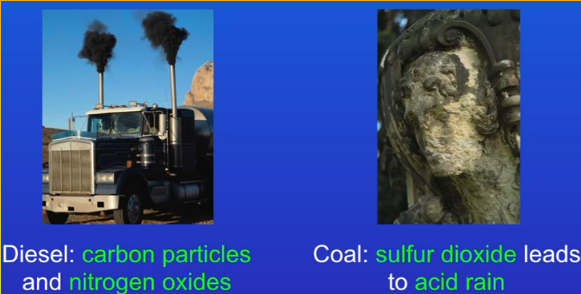 Diesel: carbon particles
and nitrogen oxides
Coal: sulfur dioxide leads
to acid rain